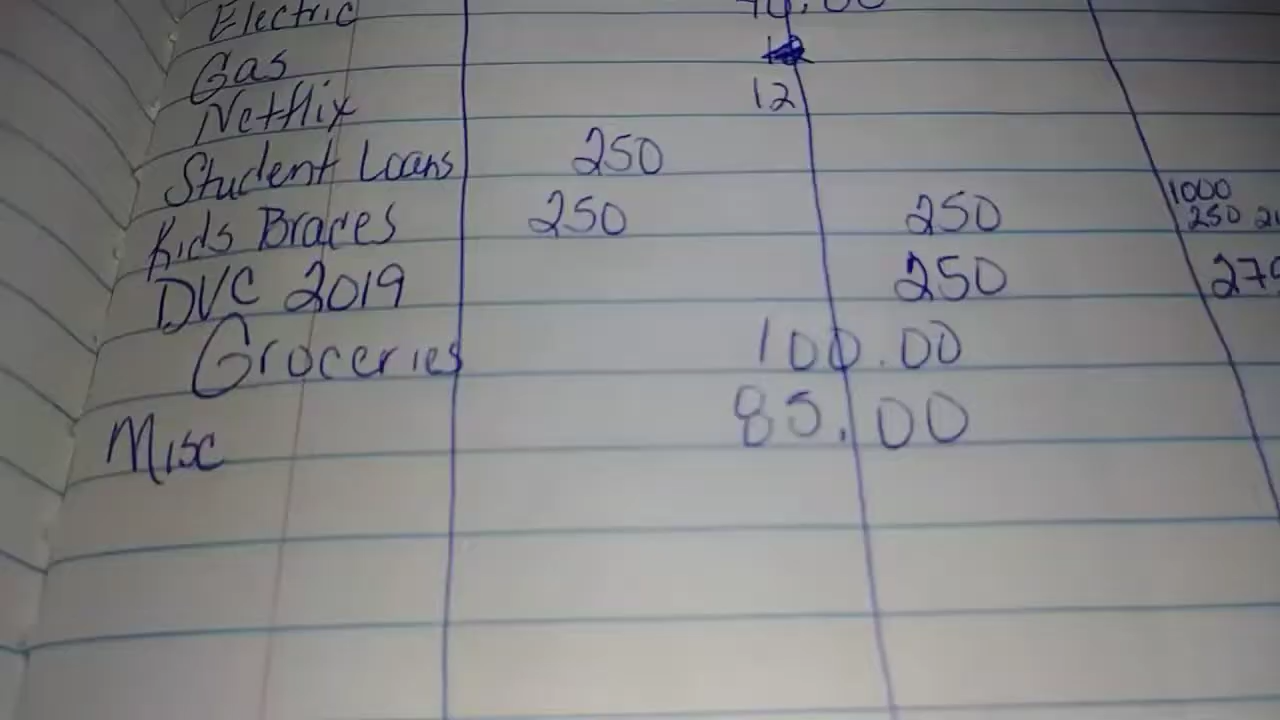 Electric
Gas
Netflix 12
Student Loans 250
Kids Braces 250 250 1000
250
DVC 2019 250
Groceries 100.00
Misc 85.00